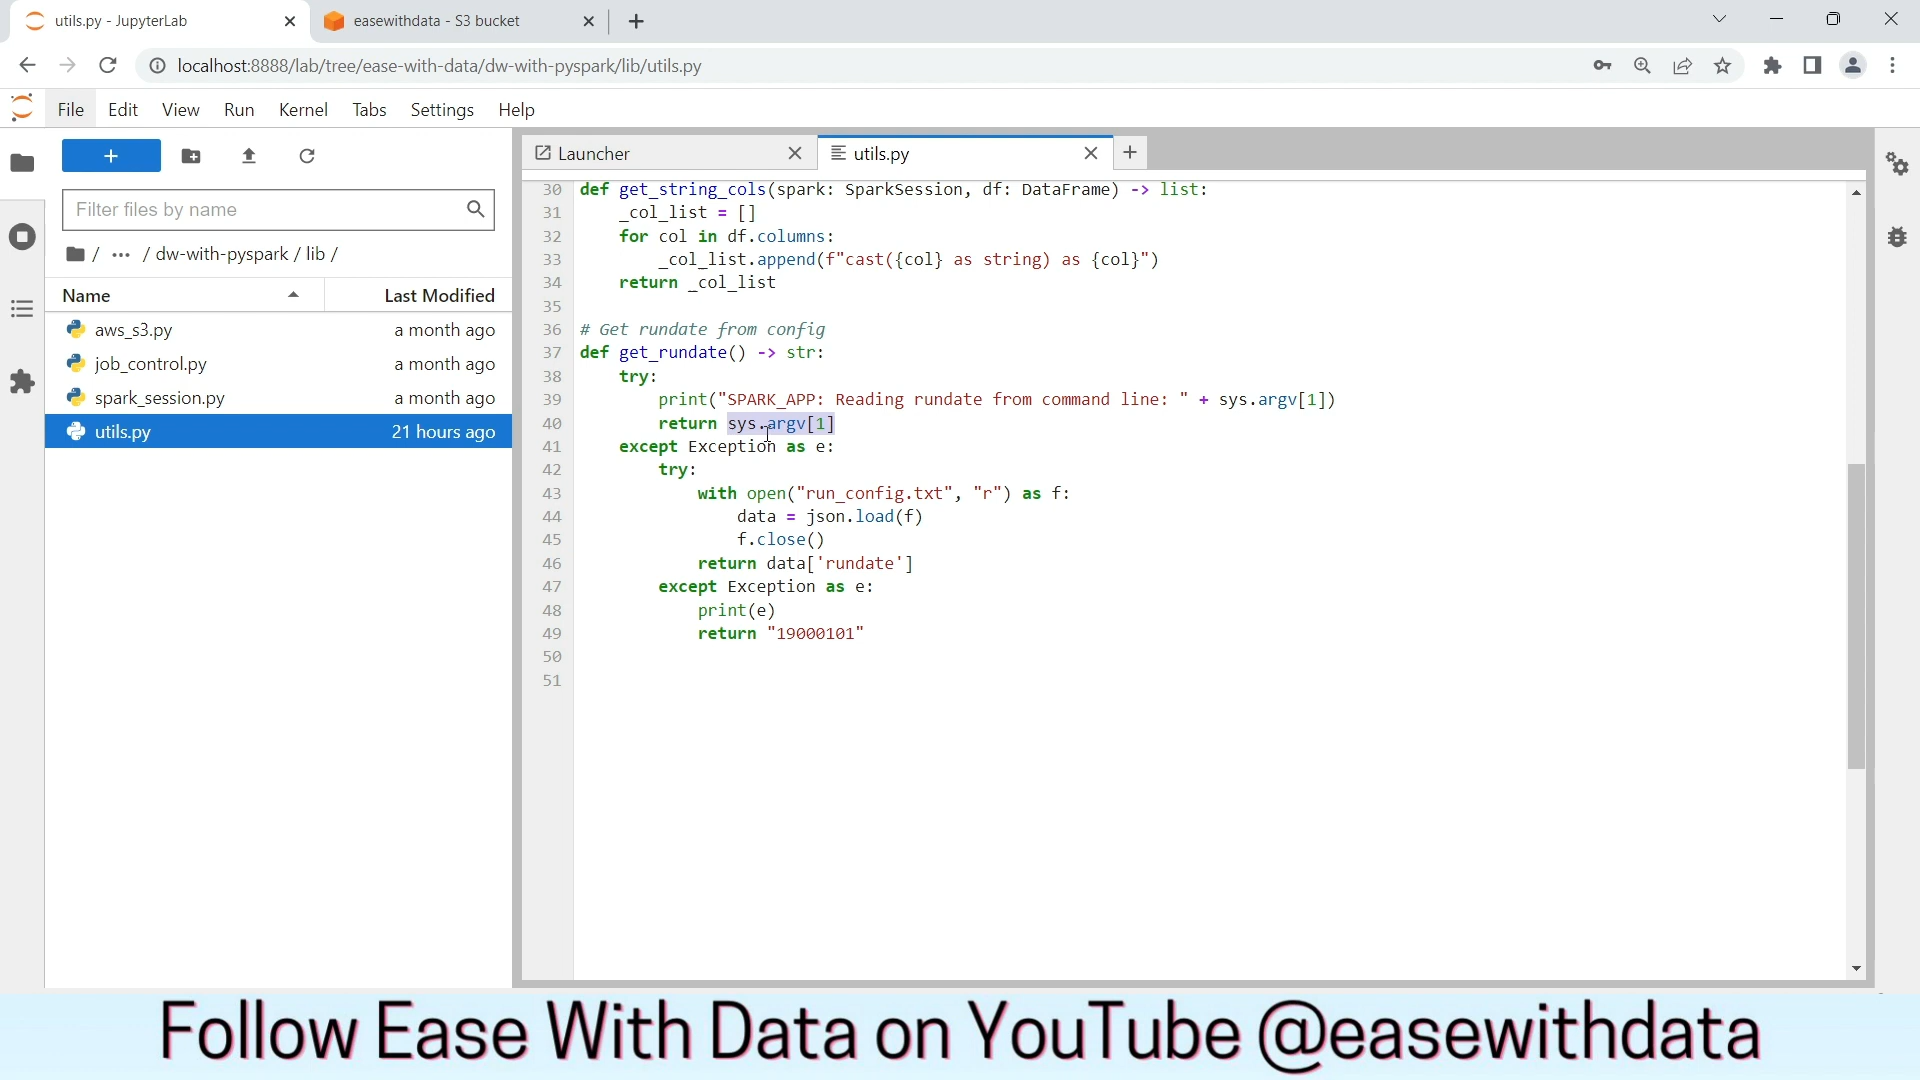 utils.py - JupyterLab
easewithdata - S3 bucket
localhost:8888/lab/tree/ease-with-data/dw-with-pyspark/lib/utils.py
File Edit View Run Kernel Tabs Settings Help
+
Filter files by name
/ ··· / dw-with-pyspark / lib /
Name Last Modified
aws_s3.py a month ago
job_control.py a month ago
spark_session.py a month ago
utils.py 21 hours ago
Launcher
utils.py
30 def get_string_cols(spark: SparkSession, df: DataFrame) -> list:
31     _col_list = []
32     for col in df.columns:
33         _col_list.append(f"cast({col} as string) as {col}")
34     return _col_list
35
36 # Get rundate from config
37 def get_rundate() -> str:
38     try:
39         print("SPARK_APP: Reading rundate from command line: " + sys.argv[1])
40         return sys.argv[1]
41     except Exception as e:
42         try:
43             with open("run_config.txt", "r") as f:
44                 data = json.load(f)
45                 f.close()
46             return data['rundate']
47         except Exception as e:
48             print(e)
49             return "19000101"
50
51
Follow Ease With Data on YouTube @easewithdata